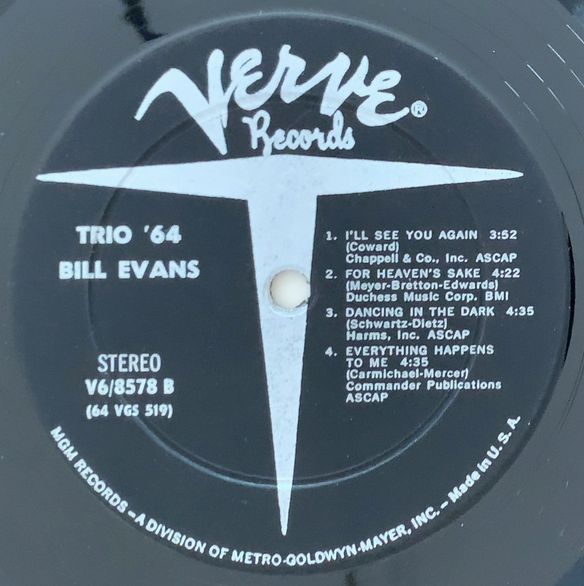 Verve®
Records
TRIO '64
BILL EVANS
STEREO
V6/8578 B
(64 VGS 519)
1. I'LL SEE YOU AGAIN 3:52
(Coward)
Chappell & Co., Inc. ASCAP
2. FOR HEAVEN'S SAKE 4:22
(Meyer-Bretton-Edwards)
Duchess Music Corp. BMI
3. DANCING IN THE DARK 4:35
(Schwartz-Dietz)
Harms, Inc. ASCAP
4. EVERYTHING HAPPENS
TO ME 4:35
(Carmichael-Mercer)
Commander Publications
ASCAP
MGM RECORDS - A DIVISION OF METRO-GOLDWYN-MAYER, INC. - Made in U.S.A.